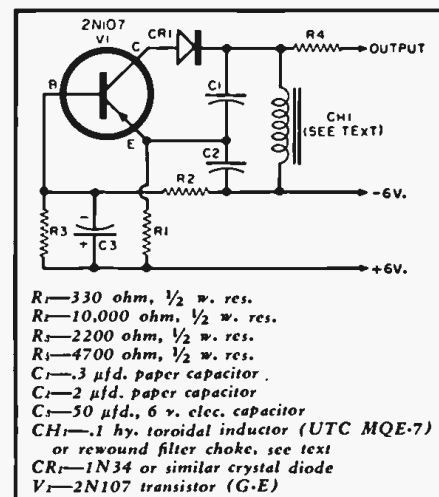 2N107
V1
C
CR1
R4
OUTPUT
B
C1
CH1
(SEE TEXT)
E
C2
R2
-6V.
R3
C3
R1
+6V.
R1—330 ohm, ½ w. res.
R2—10,000 ohm, ½ w. res.
R3—2200 ohm, ½ w. res.
R4—4700 ohm, ½ w. res.
C1—.3 µfd. paper capacitor
C2—2 µfd. paper capacitor
C3—50 µfd., 6 v. elec. capacitor
CH1—.1 hy. toroidal inductor (UTC MQE-7)
or rewound filter choke, see text
CR1—1N34 or similar crystal diode
V1—2N107 transistor (G-E)